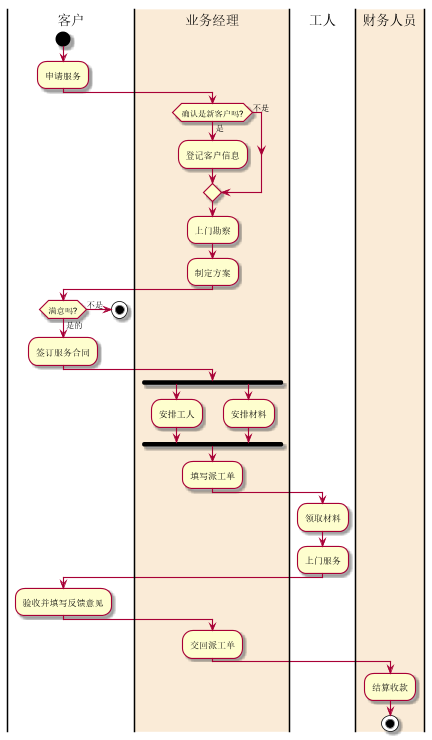 客户
业务经理
工人
财务人员
申请服务
确认是新客户吗?
不是
是
登记客户信息
上门勘察
制定方案
满意吗?
不是
是的
签订服务合同
安排工人
安排材料
填写派工单
领取材料
上门服务
验收并填写反馈意见
交回派工单
结算收款